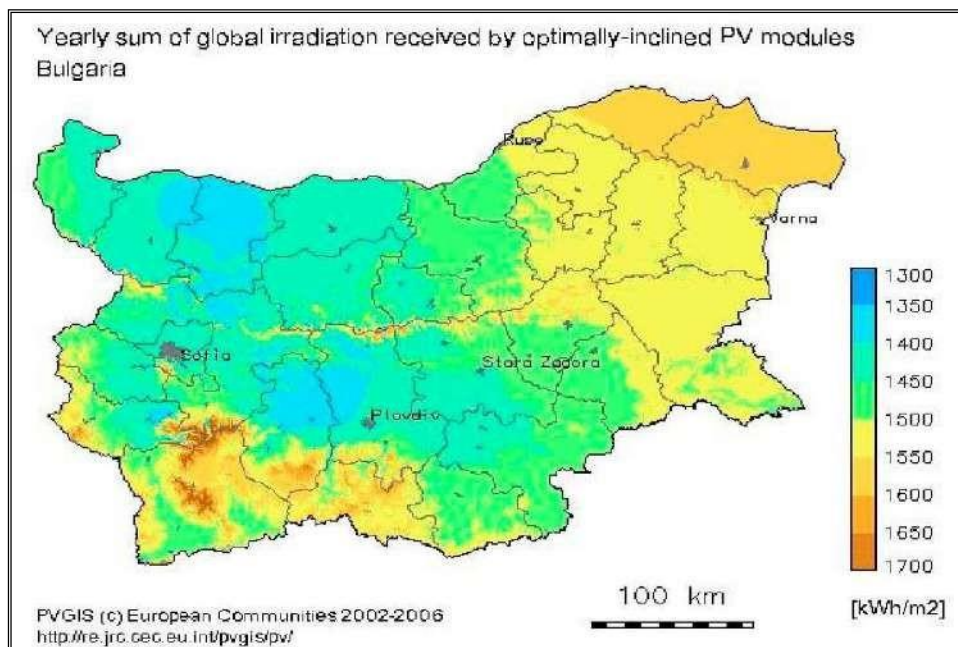 Yearly sum of global irradiation received by optimally-inclined PV modules
Bulgaria
Ruse
Varna
Sofia
Stara Zagora
Plovdiv
1300
1350
1400
1450
1500
1550
1600
1650
1700
[kWh/m2]
100 km
PVGIS (c) European Communities 2002-2006
http://re.jrc.cec.eu.int/pvgis/pv/